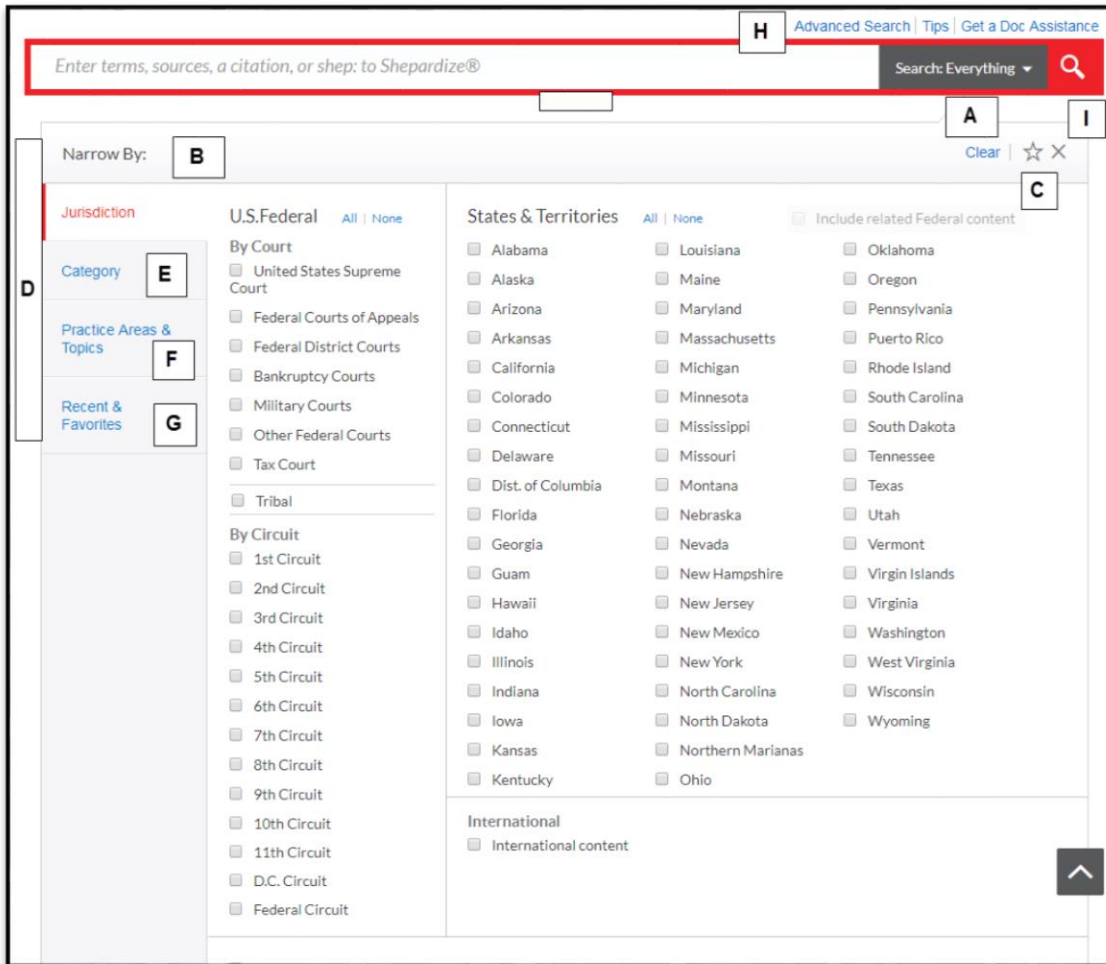 H
Advanced Search | Tips | Get a Doc Assistance
Enter terms, sources, a citation, or shep: to Shepardize®
Search: Everything
A
I
Narrow By:
B
Clear
C
D
Jurisdiction
Category
E
Practice Areas &
Topics
F
Recent &
Favorites
G
U.S.Federal All | None
By Court
United States Supreme
Court
Federal Courts of Appeals
Federal District Courts
Bankruptcy Courts
Military Courts
Other Federal Courts
Tax Court
Tribal
By Circuit
1st Circuit
2nd Circuit
3rd Circuit
4th Circuit
5th Circuit
6th Circuit
7th Circuit
8th Circuit
9th Circuit
10th Circuit
11th Circuit
D.C. Circuit
Federal Circuit
States & Territories All | None
Include related Federal content
Alabama
Alaska
Arizona
Arkansas
California
Colorado
Connecticut
Delaware
Dist. of Columbia
Florida
Georgia
Guam
Hawaii
Idaho
Illinois
Indiana
Iowa
Kansas
Kentucky
Louisiana
Maine
Maryland
Massachusetts
Michigan
Minnesota
Mississippi
Missouri
Montana
Nebraska
Nevada
New Hampshire
New Jersey
New Mexico
New York
North Carolina
North Dakota
Northern Marianas
Ohio
Oklahoma
Oregon
Pennsylvania
Puerto Rico
Rhode Island
South Carolina
South Dakota
Tennessee
Texas
Utah
Vermont
Virgin Islands
Virginia
Washington
West Virginia
Wisconsin
Wyoming
International
International content